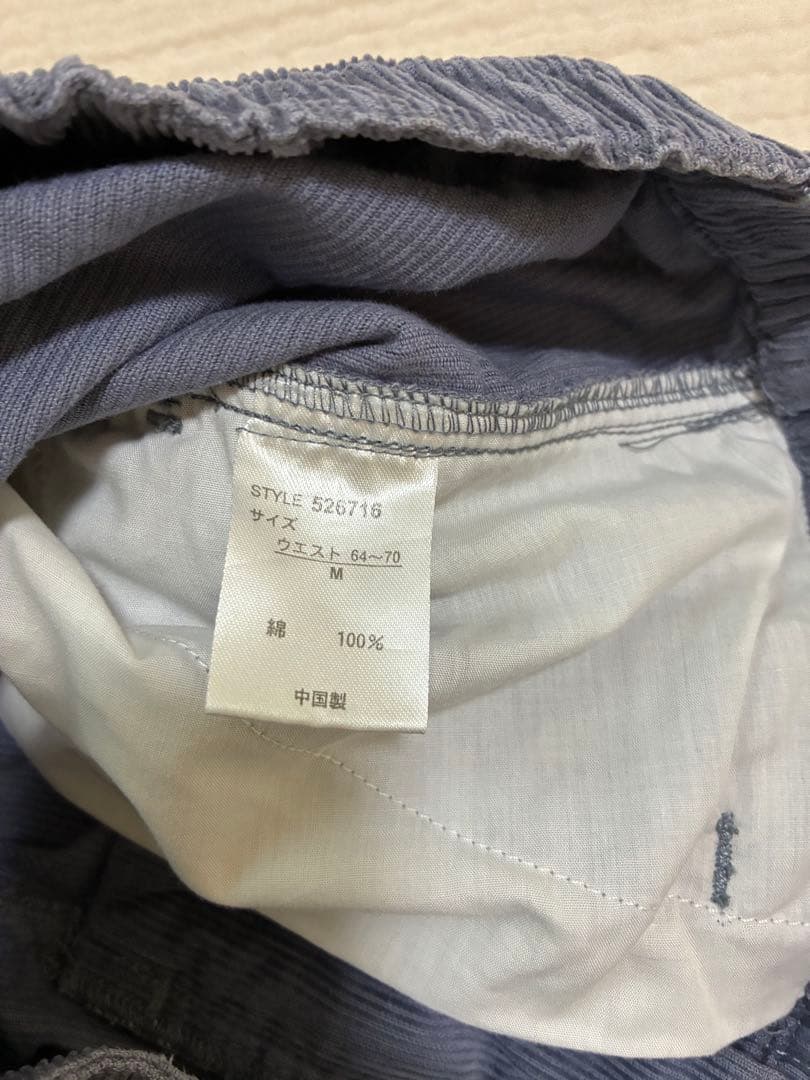 STYLE 526716
サイズ
ウエスト 64～70
M
綿 100%
中国製